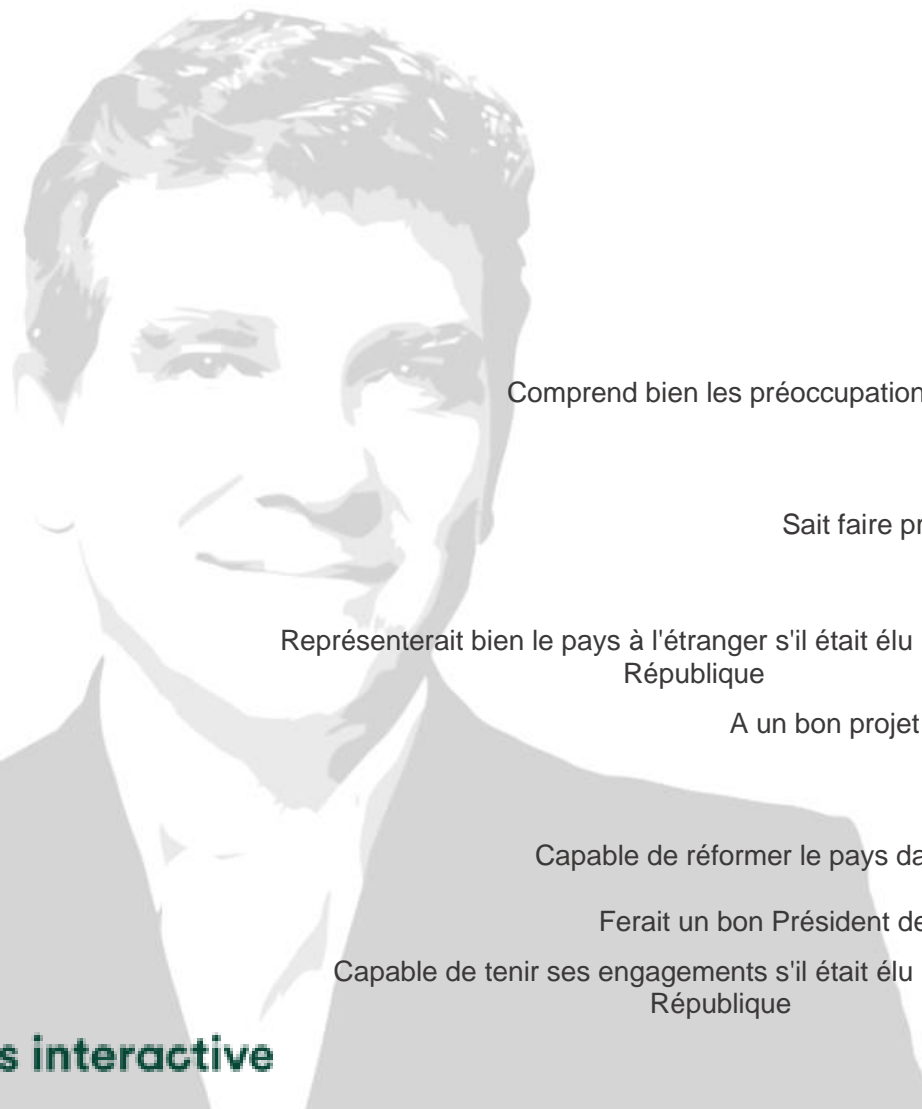 Comprend bien les préoccupation
Sait faire pr
Représenterait bien le pays à l'étranger s'il était élu
République
A un bon projet
Capable de réformer le pays da
Ferait un bon Président de
Capable de tenir ses engagements s'il était élu
République
s interactive